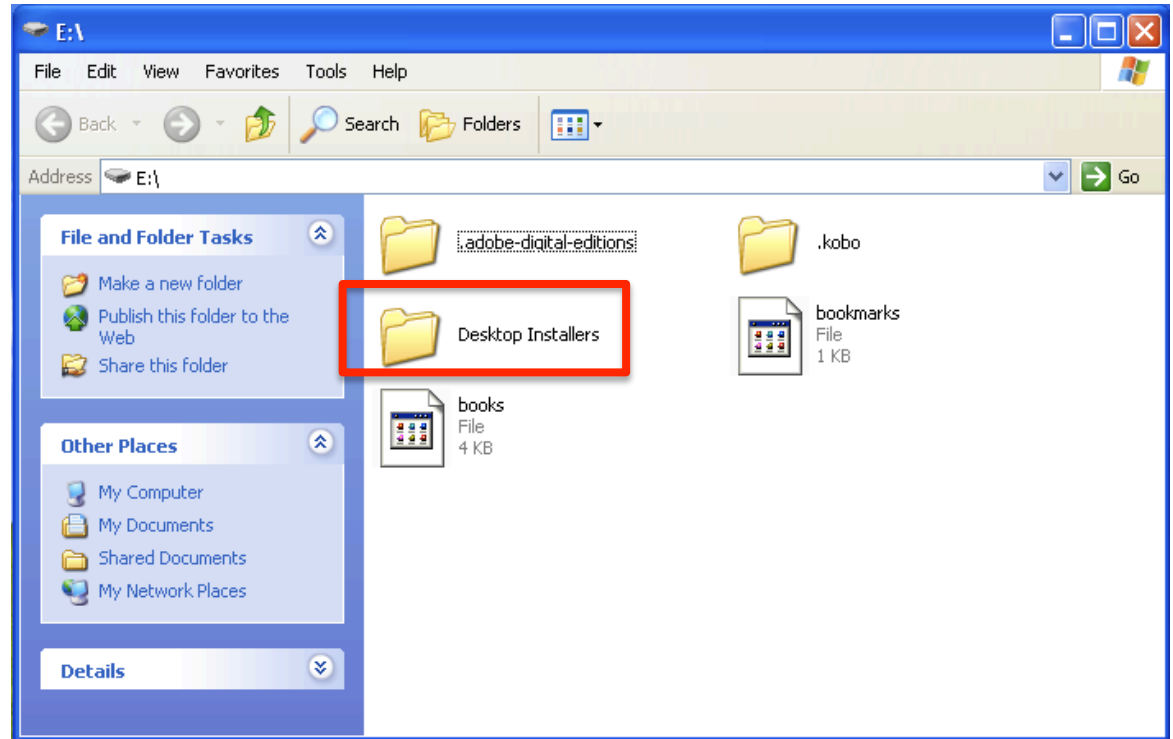 E:\
File Edit View Favorites Tools Help
Back Search Folders
Address E:\ Go
File and Folder Tasks
Make a new folder
Publish this folder to the
Web
Share this folder
Other Places
My Computer
My Documents
Shared Documents
My Network Places
Details
.adobe-digital-editions
.kobo
Desktop Installers
bookmarks
File
1 KB
books
File
4 KB